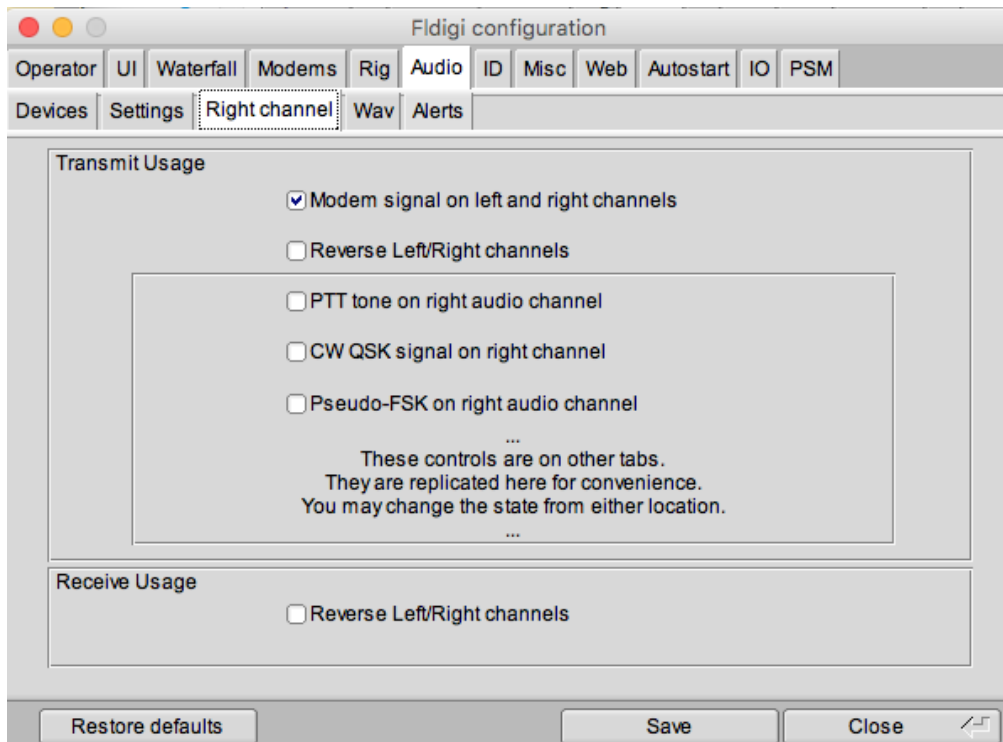 Fldigi configuration
Operator UI Waterfall Modems Rig Audio ID Misc Web Autostart IO PSM
Devices Settings Right channel Wav Alerts
Transmit Usage
Modem signal on left and right channels
Reverse Left/Right channels
PTT tone on right audio channel
CW QSK signal on right channel
Pseudo-FSK on right audio channel
...
These controls are on other tabs.
They are replicated here for convenience.
You may change the state from either location.
...
Receive Usage
Reverse Left/Right channels
Restore defaults Save Close